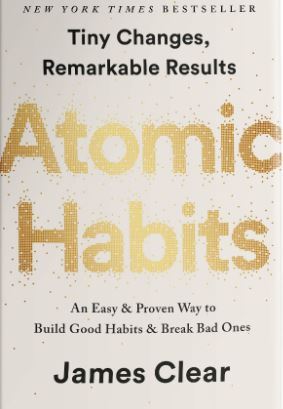 NEW YORK TIMES BESTSELLER
Tiny Changes,
Remarkable Results
Atomic
Habits
An Easy & Proven Way to
Build Good Habits & Break Bad Ones
James Clear